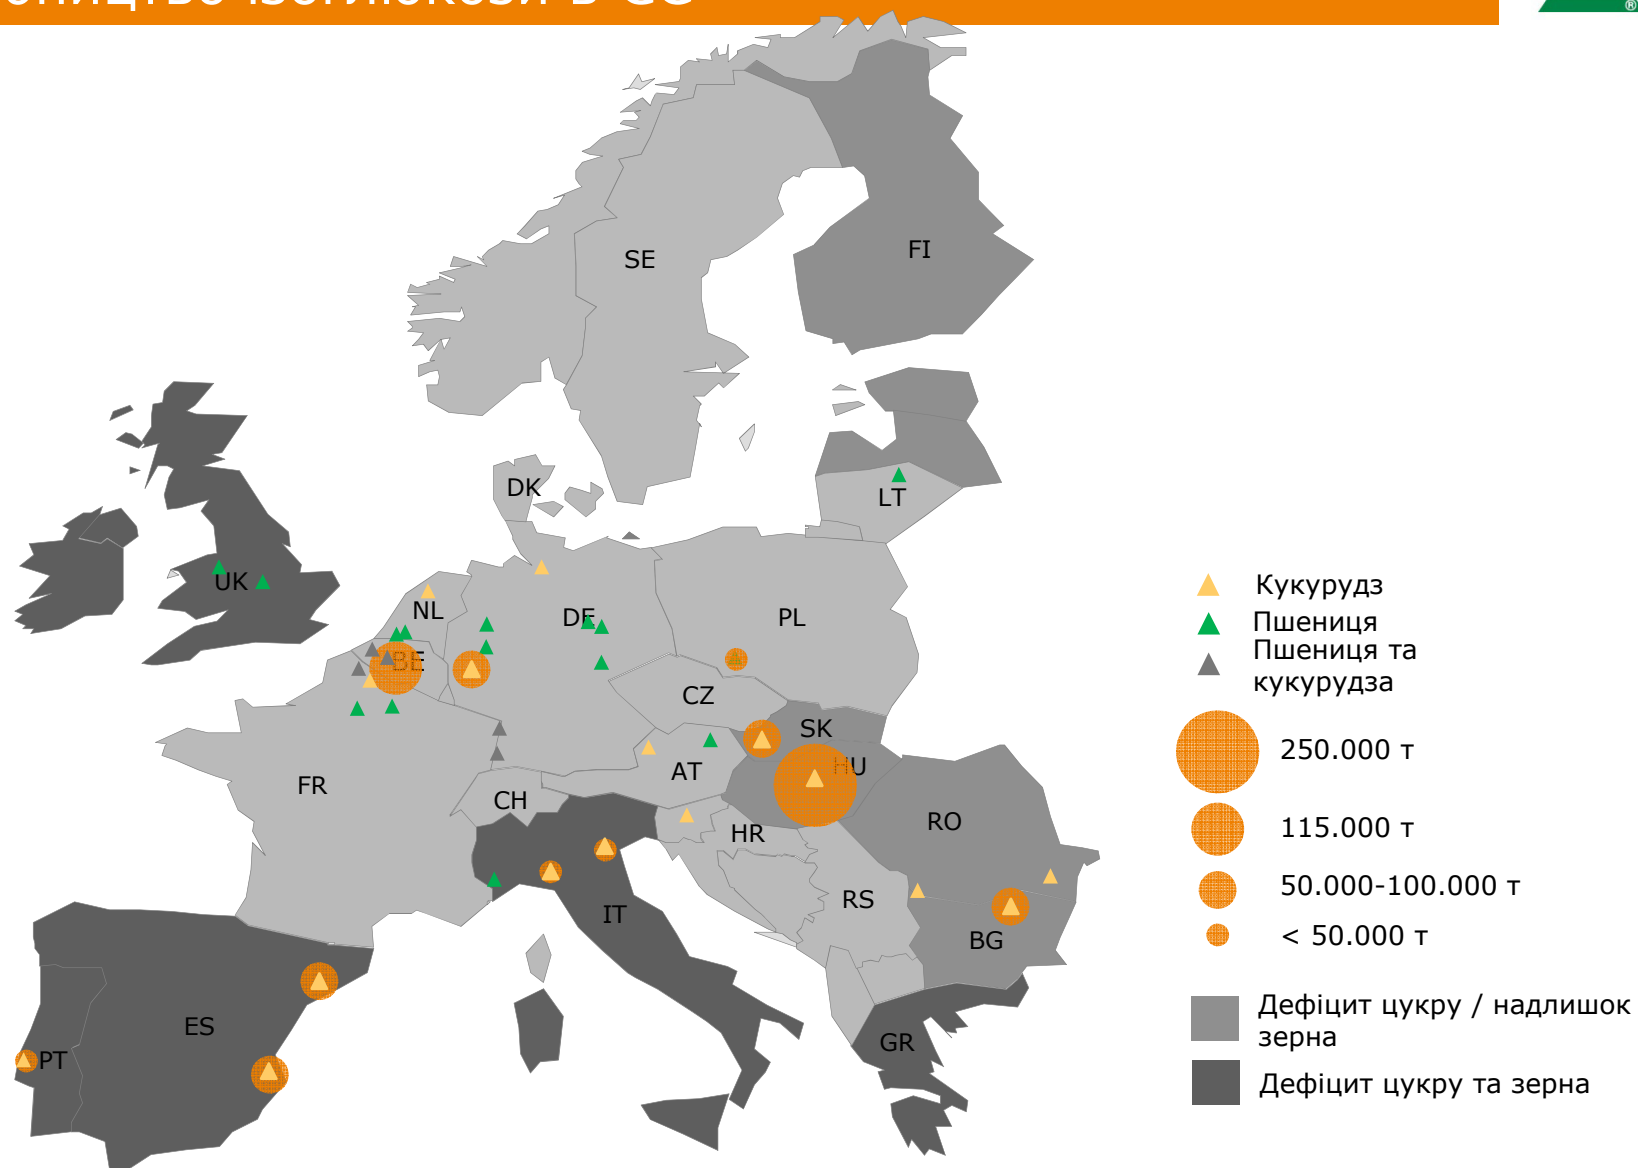 ізоглюкози в ЄС
®
SE
FI
DK
LT
UK
NL
DE
PL
BE
CZ
SK
HU
FR
AT
CH
HR
RO
RS
IT
BG
ES
PT
GR
Кукурудз
Пшениця
Пшениця та
кукурудза
250.000 т
115.000 т
50.000-100.000 т
< 50.000 т
Дефіцит цукру / надлишок
зерна
Дефіцит цукру та зерна